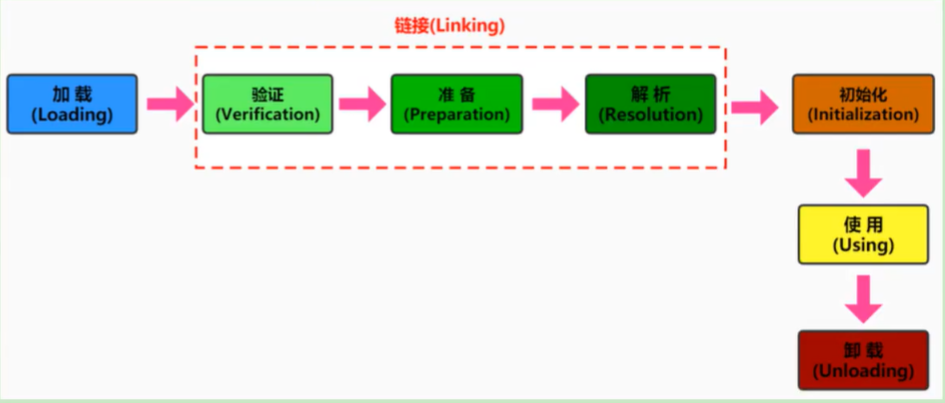 链接(Linking)
加载
(Loading)
验证
(Verification)
准备
(Preparation)
解析
(Resolution)
初始化
(Initialization)
使用
(Using)
卸载
(Unloading)